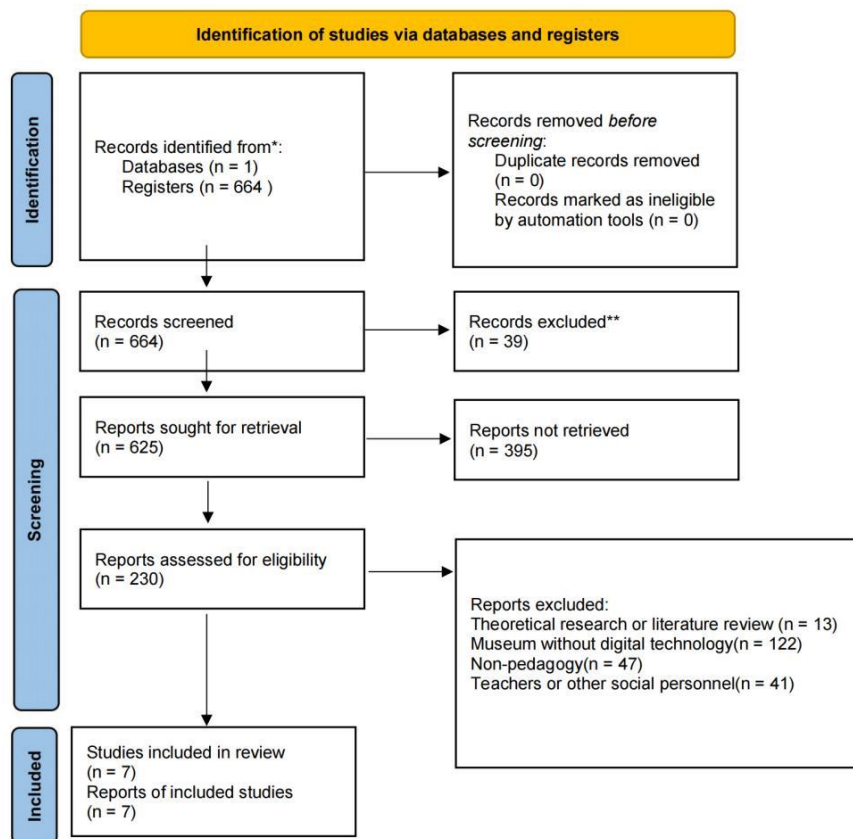 Identification of studies via databases and registers
Identification
Records identified from*:
Databases (n = 1)
Registers (n = 664 )
Records removed before
screening:
Duplicate records removed
(n = 0)
Records marked as ineligible
by automation tools (n = 0)
Screening
Records screened
(n = 664)
Records excluded**
(n = 39)
Reports sought for retrieval
(n = 625)
Reports not retrieved
(n = 395)
Reports assessed for eligibility
(n = 230)
Reports excluded:
Theoretical research or literature review (n = 13)
Museum without digital technology(n = 122)
Non-pedagogy(n = 47)
Teachers or other social personnel(n = 41)
Included
Studies included in review
(n = 7)
Reports of included studies
(n = 7)